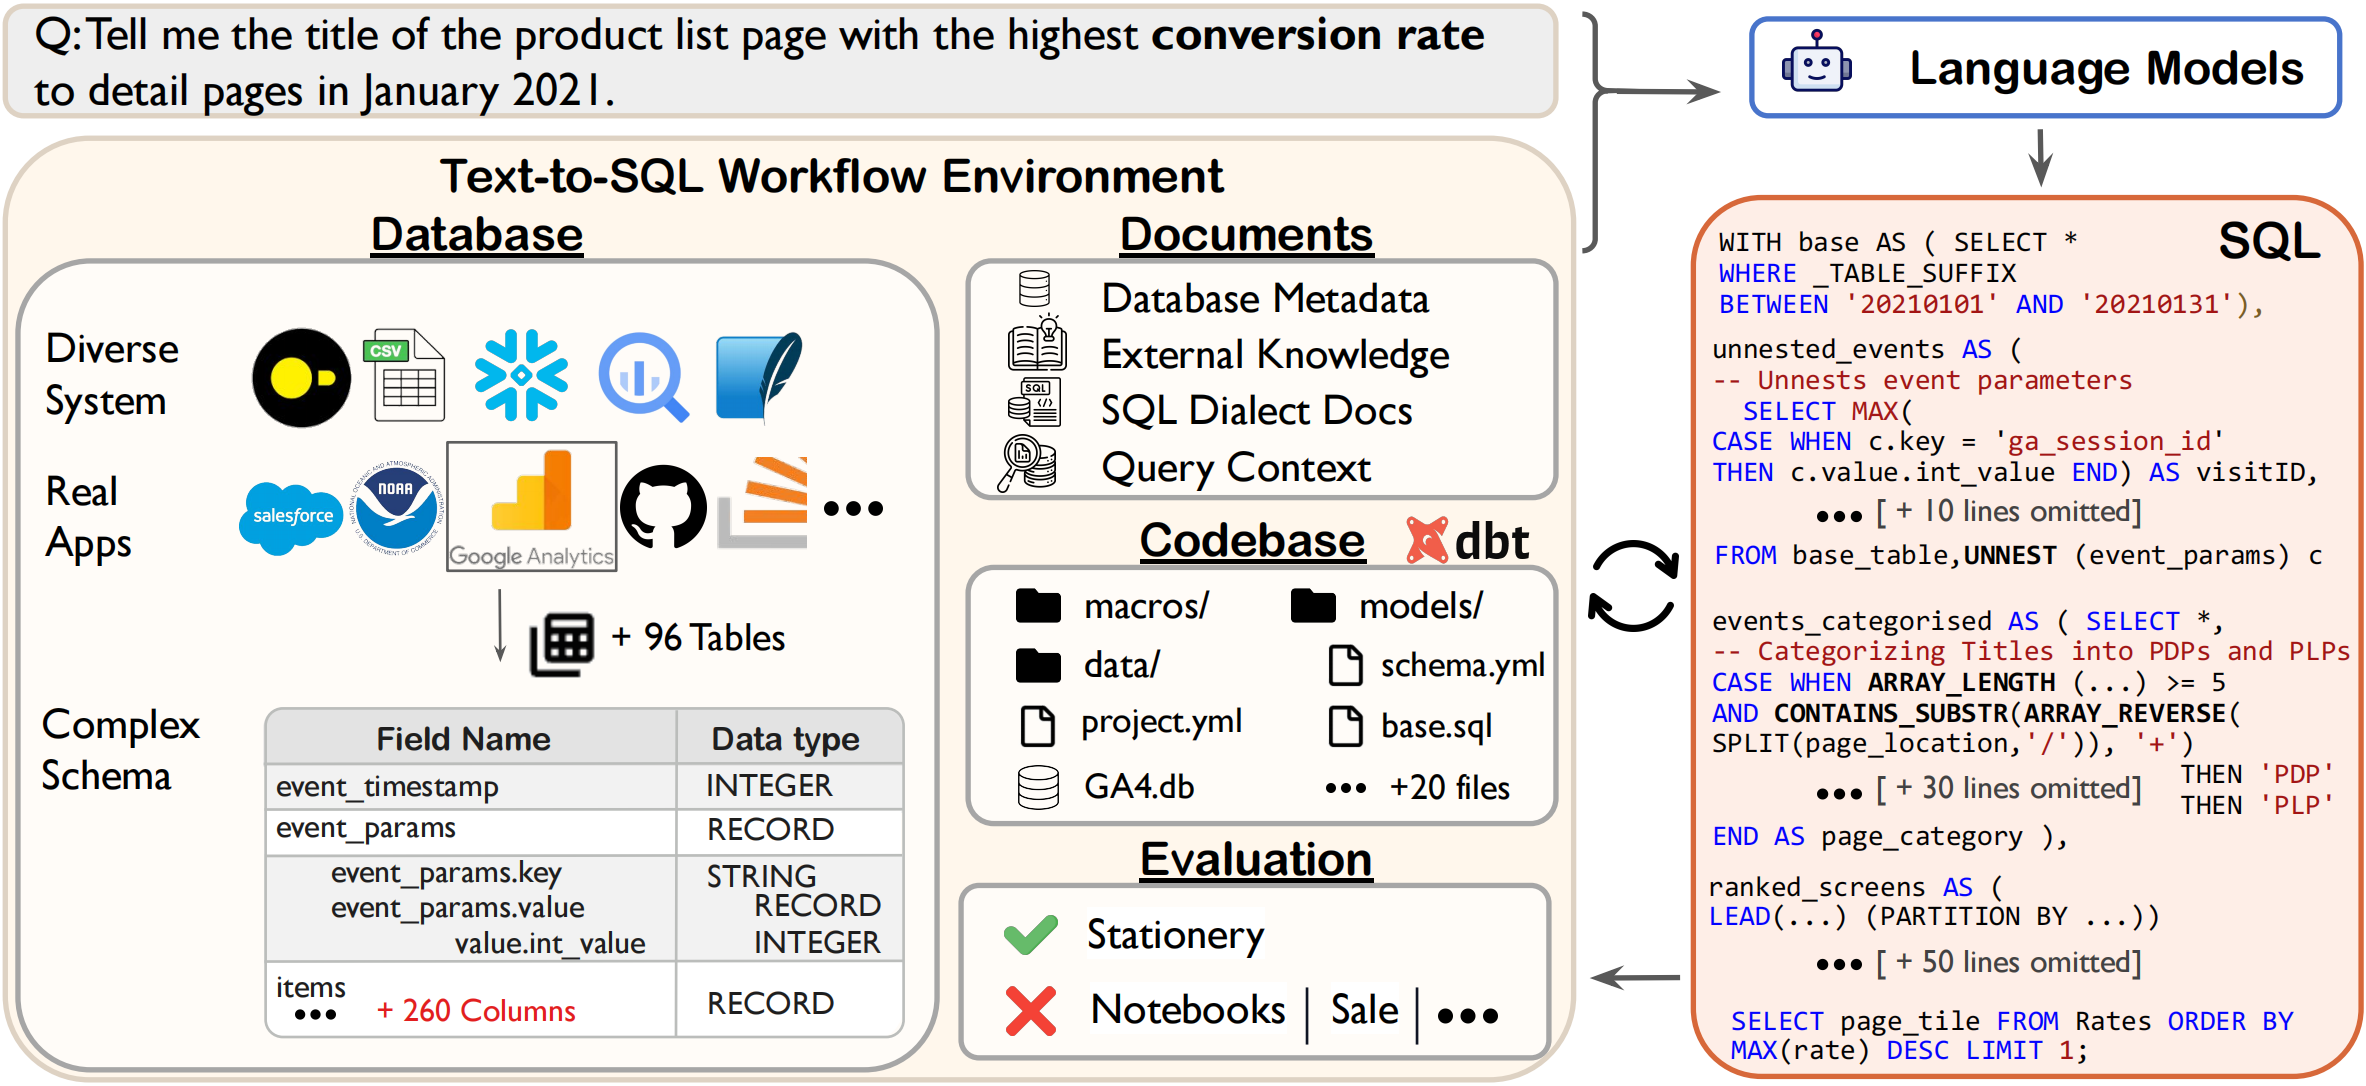 Q: Tell me the title of the product list page with the highest conversion rate
to detail pages in January 2021.
Language Models
Text-to-SQL Workflow Environment
Database
Diverse
System
CSV
Real
Apps
salesforce
NATIONAL OCEANIC AND ATMOSPHERIC ADMINISTRATION
NOAA
U.S. DEPARTMENT OF COMMERCE
Google Analytics
+ 96 Tables
Complex
Schema
Field Name Data type
event_timestamp INTEGER
event_params RECORD
event_params.key STRING
event_params.value RECORD
value.int_value INTEGER
items RECORD
+ 260 Columns
Documents
Database Metadata
External Knowledge
SQL
SQL Dialect Docs
Query Context
Codebase dbt
macros/ models/
data/ schema.yml
project.yml base.sql
GA4.db +20 files
Evaluation
Stationery
Notebooks | Sale |
SQL
WITH base AS ( SELECT *
WHERE _TABLE_SUFFIX
BETWEEN '20210101' AND '20210131'),
unnested_events AS (
-- Unnests event parameters
SELECT MAX(
CASE WHEN c.key = 'ga_session_id'
THEN c.value.int_value END) AS visitID,
[ + 10 lines omitted]
FROM base_table,UNNEST (event_params) c
events_categorised AS ( SELECT *,
-- Categorizing Titles into PDPs and PLPs
CASE WHEN ARRAY_LENGTH (...) >= 5
AND CONTAINS_SUBSTR(ARRAY_REVERSE(
SPLIT(page_location,'/')), '+')
THEN 'PDP'
[ + 30 lines omitted]
THEN 'PLP'
END AS page_category ),
ranked_screens AS (
LEAD(...) (PARTITION BY ...))
[ + 50 lines omitted]
SELECT page_tile FROM Rates ORDER BY
MAX(rate) DESC LIMIT 1;